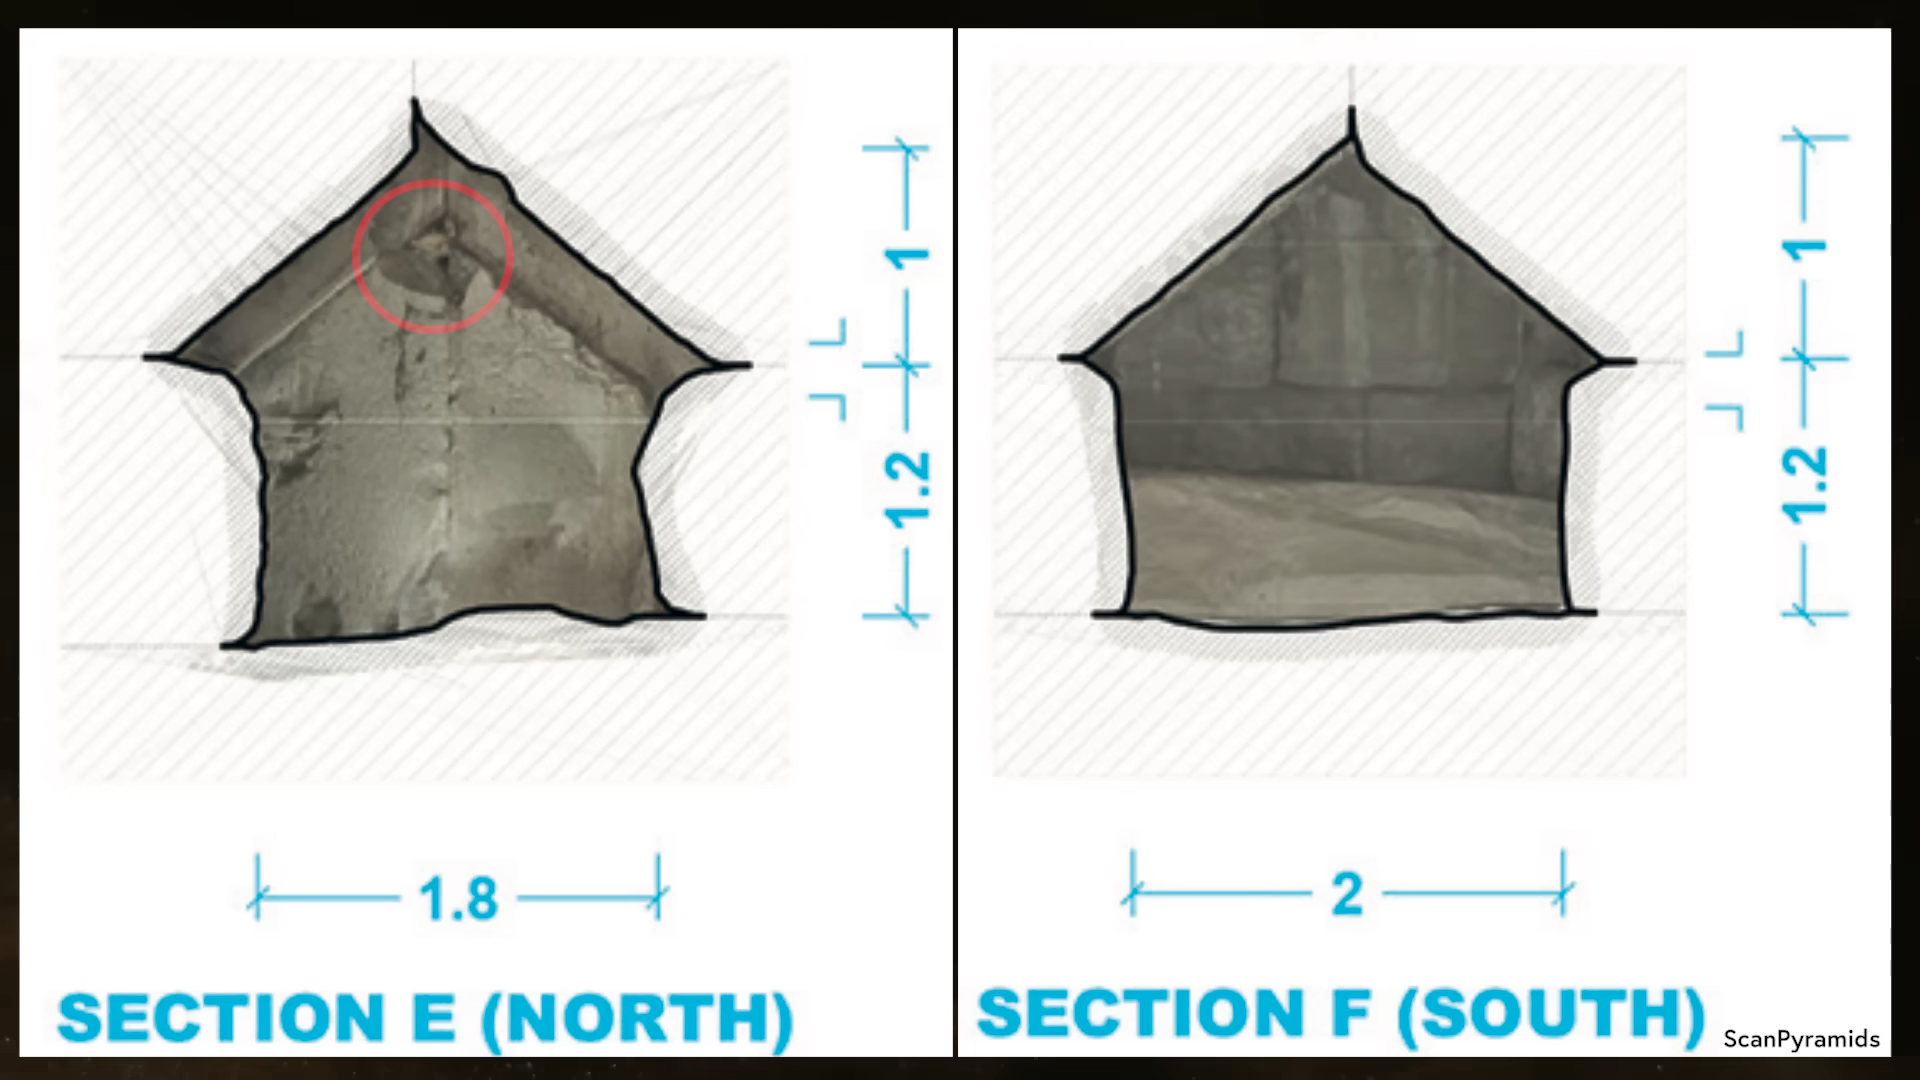 1
1.2
1.8
SECTION E (NORTH)
1
1.2
2
SECTION F (SOUTH)
ScanPyramids